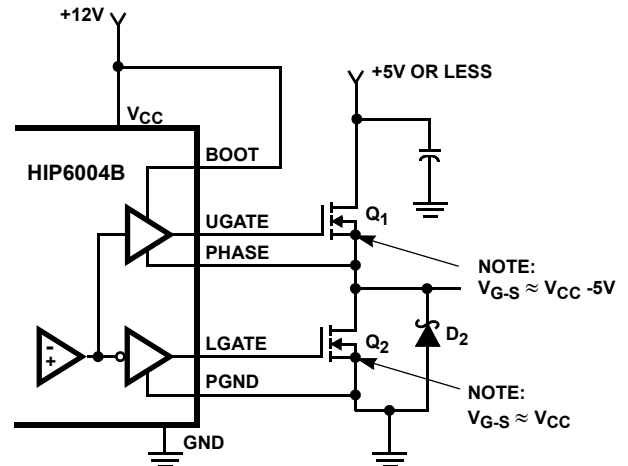 +12V
+5V OR LESS
VCC
BOOT
HIP6004B
UGATE
Q1
PHASE
NOTE:
VG-S ≈ VCC -5V
- +
LGATE
Q2
D2
PGND
NOTE:
VG-S ≈ VCC
GND